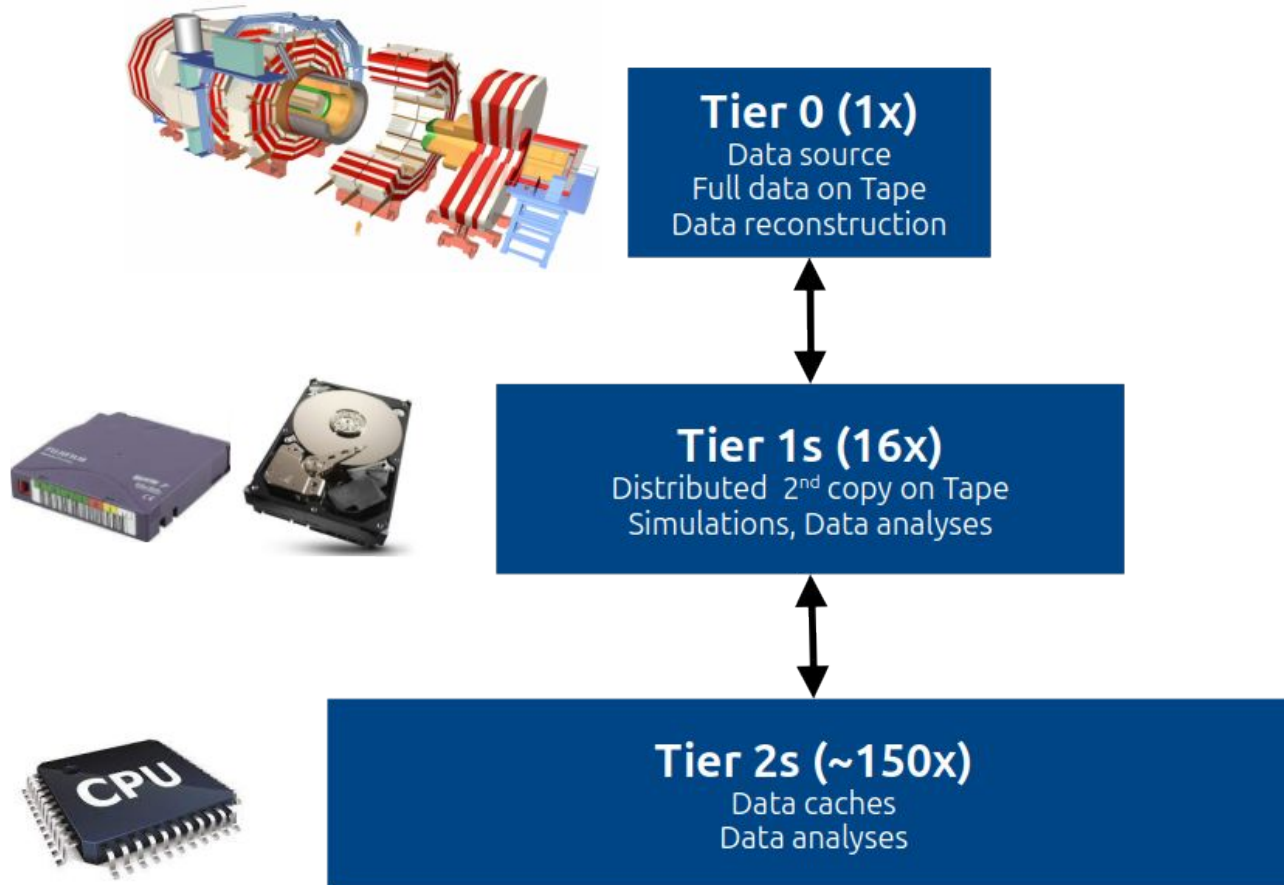 Tier 0 (1x)
Data source
Full data on Tape
Data reconstruction
FUJIFILM
Tier 1s (16x)
Distributed 2nd copy on Tape
Simulations, Data analyses
CPU
Tier 2s (~150x)
Data caches
Data analyses